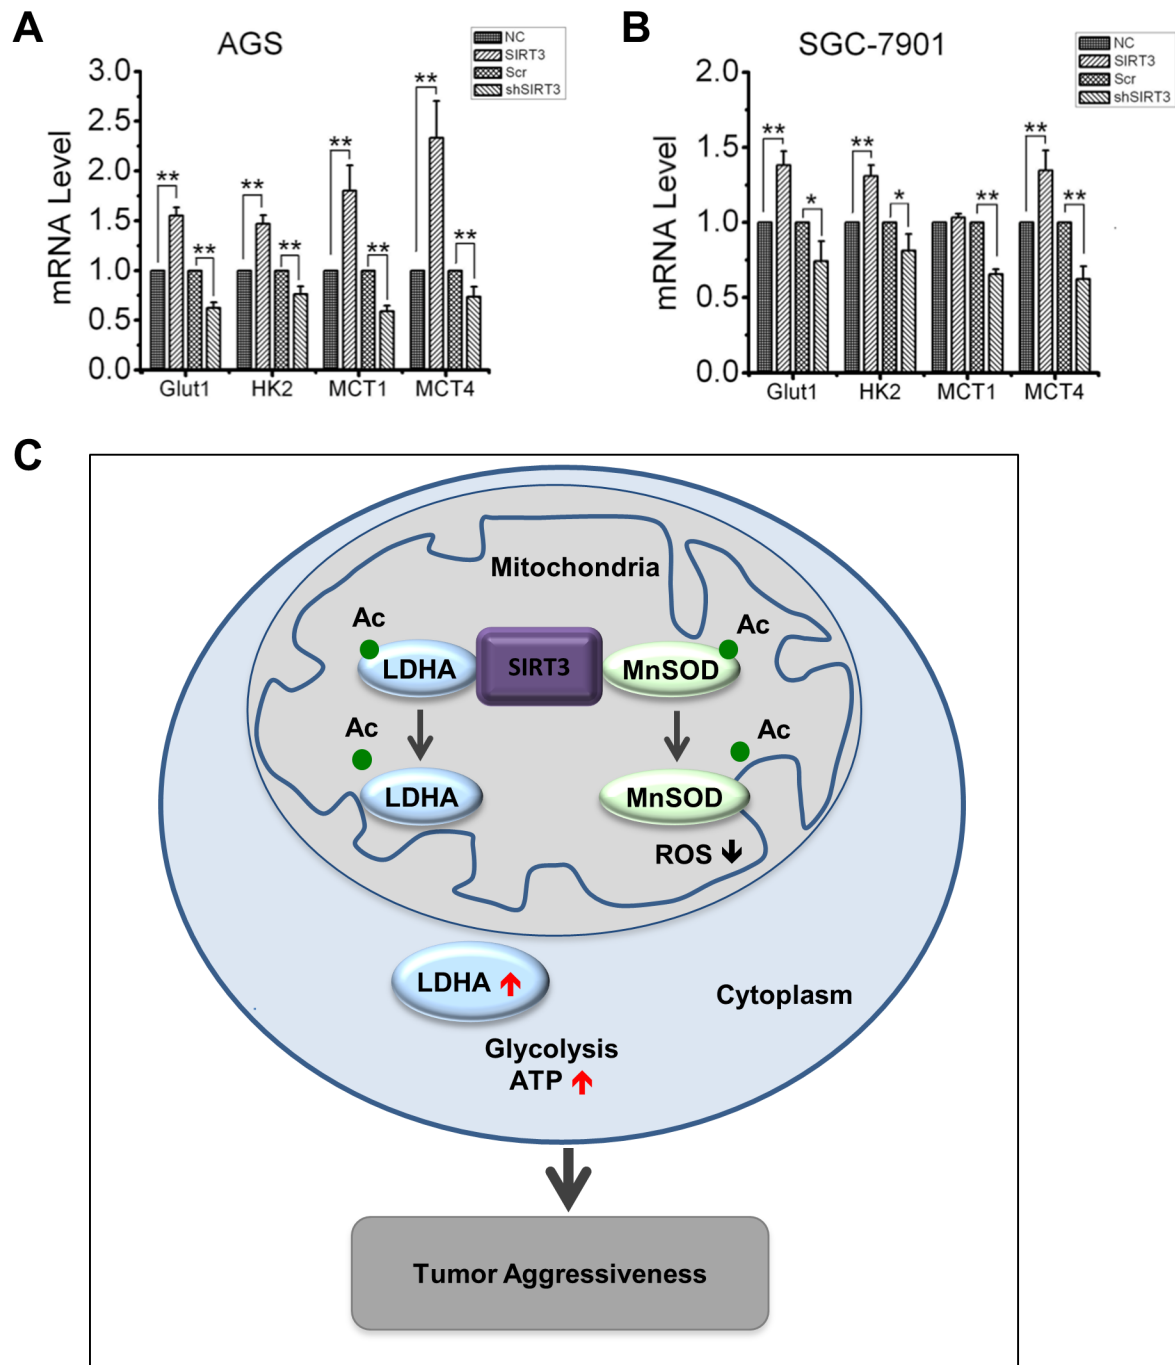 A
AGS
NC
SIRT3
Scr
shSIRT3
mRNA Level
3.0
2.5
2.0
1.5
1.0
0.5
0.0
**
**
**
**
**
**
**
**
Glut1
HK2
MCT1
MCT4
B
SGC-7901
NC
SIRT3
Scr
shSIRT3
mRNA Level
2.0
1.5
1.0
0.5
0.0
**
*
**
*
**
**
**
Glut1
HK2
MCT1
MCT4
C
Mitochondria
Ac
Ac
LDHA
SIRT3
MnSOD
Ac
Ac
LDHA
MnSOD
ROS
LDHA
Cytoplasm
Glycolysis
ATP
Tumor Aggressiveness